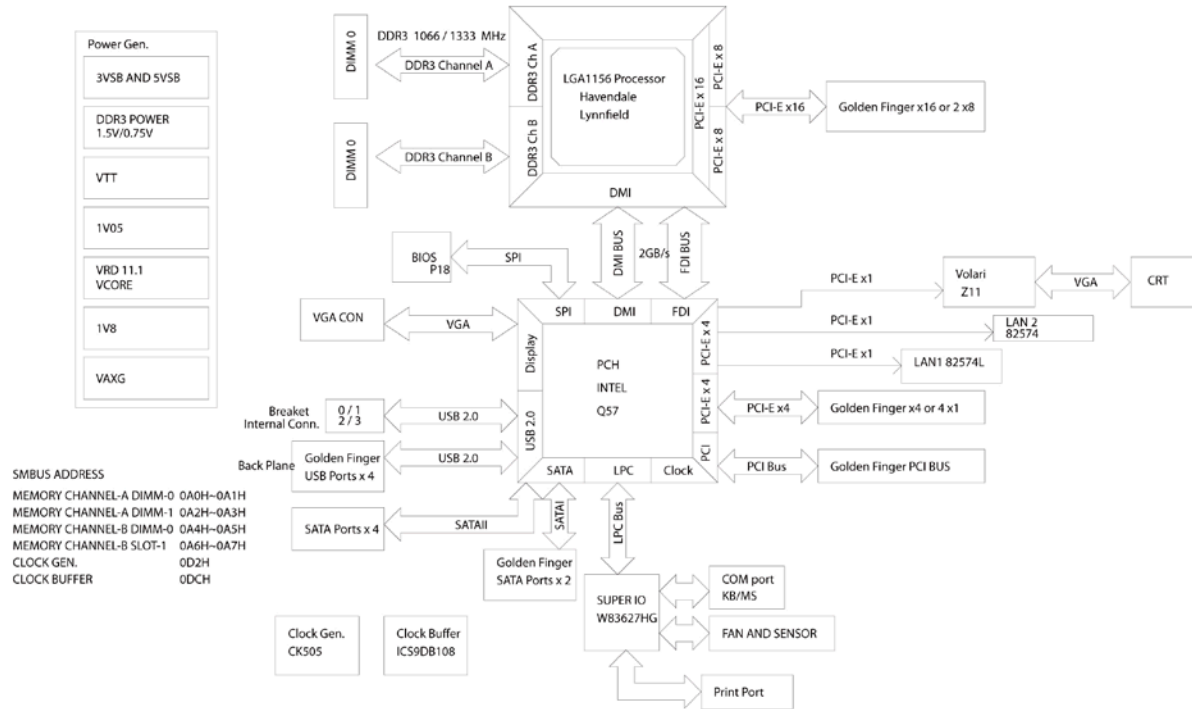 Power Gen.
3VSB AND 5VSB
DDR3 POWER
1.5V/0.75V
VTT
1V05
VRD 11.1
VCORE
1V8
VAXG
DIMM 0
DDR3 1066 / 1333 MHz
DDR3 Channel A
DIMM 0
DDR3 Channel B
DDR3 Ch A
DDR3 Ch B
LGA1156 Processor
Havendale
Lynnfield
PCI-E x 16
PCI-E x 8
PCI-E x 8
DMI
PCI-E x16
Golden Finger x16 or 2 x8
DMI BUS
2GB/s
FDI BUS
BIOS
P18
SPI
VGA CON
VGA
SPI
DMI
FDI
Display
USB 2.0
PCH
INTEL
Q57
PCI-E x 4
PCI-E x 4
PCI
SATA
LPC
Clock
PCI-E x1
Volari
Z11
VGA
CRT
PCI-E x1
LAN 2
82574
PCI-E x1
LAN1 82574L
PCI-E x4
Golden Finger x4 or 4 x1
PCI Bus
Golden Finger PCI BUS
Breaket
Internal Conn.
0 / 1
2 / 3
USB 2.0
Back Plane
Golden Finger
USB Ports x 4
USB 2.0
SATA Ports x 4
SATAII
SATAI
Golden Finger
SATA Ports x 2
LPC Bus
SUPER IO
W83627HG
COM port
KB/MS
FAN AND SENSOR
Print Port
SMBUS ADDRESS
MEMORY CHANNEL-A DIMM-0 0A0H~0A1H
MEMORY CHANNEL-A DIMM-1 0A2H~0A3H
MEMORY CHANNEL-B DIMM-0 0A4H~0A5H
MEMORY CHANNEL-B SLOT-1 0A6H~0A7H
CLOCK GEN. 0D2H
CLOCK BUFFER 0DCH
Clock Gen.
CK505
Clock Buffer
ICS9DB108